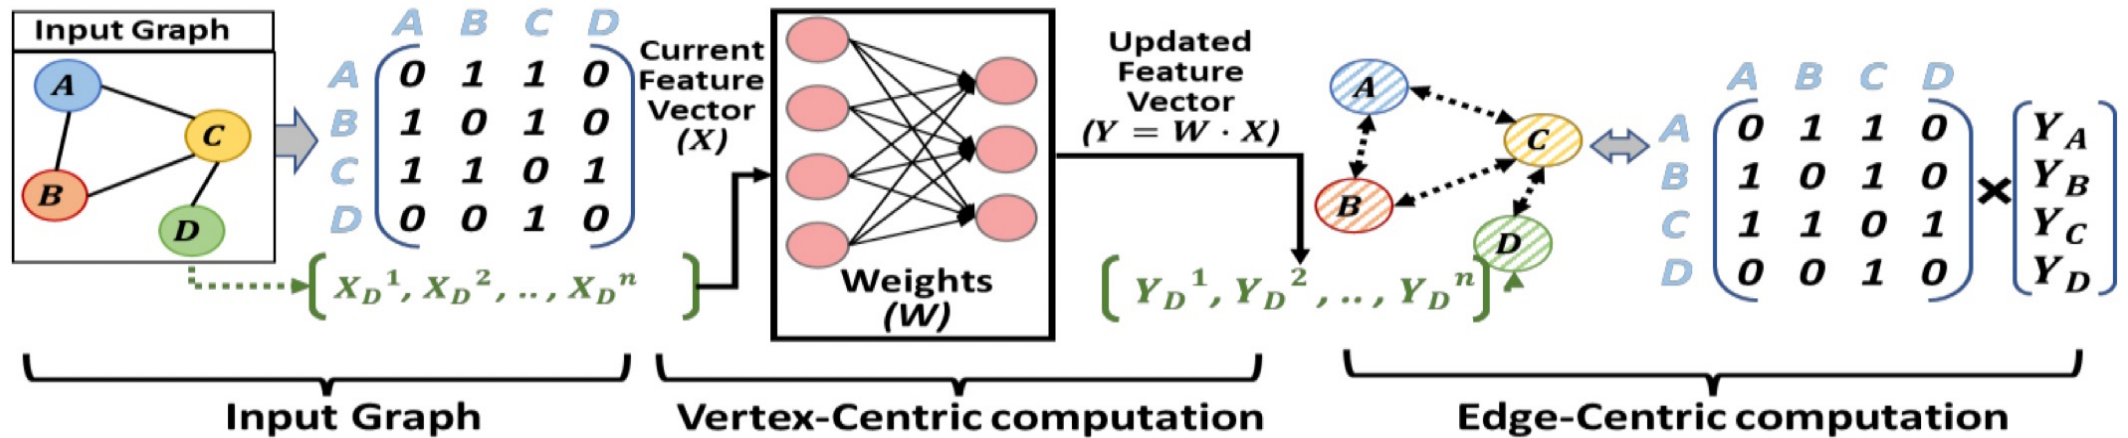 Input Graph
A
B
C
D
A B C D
A 0 1 1 0
B 1 0 1 0
C 1 1 0 1
D 0 0 1 0
X_D^1, X_D^2, .., X_D^n
Current
Feature
Vector
(X)
Weights
(W)
Updated
Feature
Vector
(Y = W · X)
Y_D^1, Y_D^2, .., Y_D^n
A
B
C
D
A B C D
A 0 1 1 0
B 1 0 1 0
C 1 1 0 1
D 0 0 1 0
×
Y_A
Y_B
Y_C
Y_D
Input Graph
Vertex-Centric computation
Edge-Centric computation